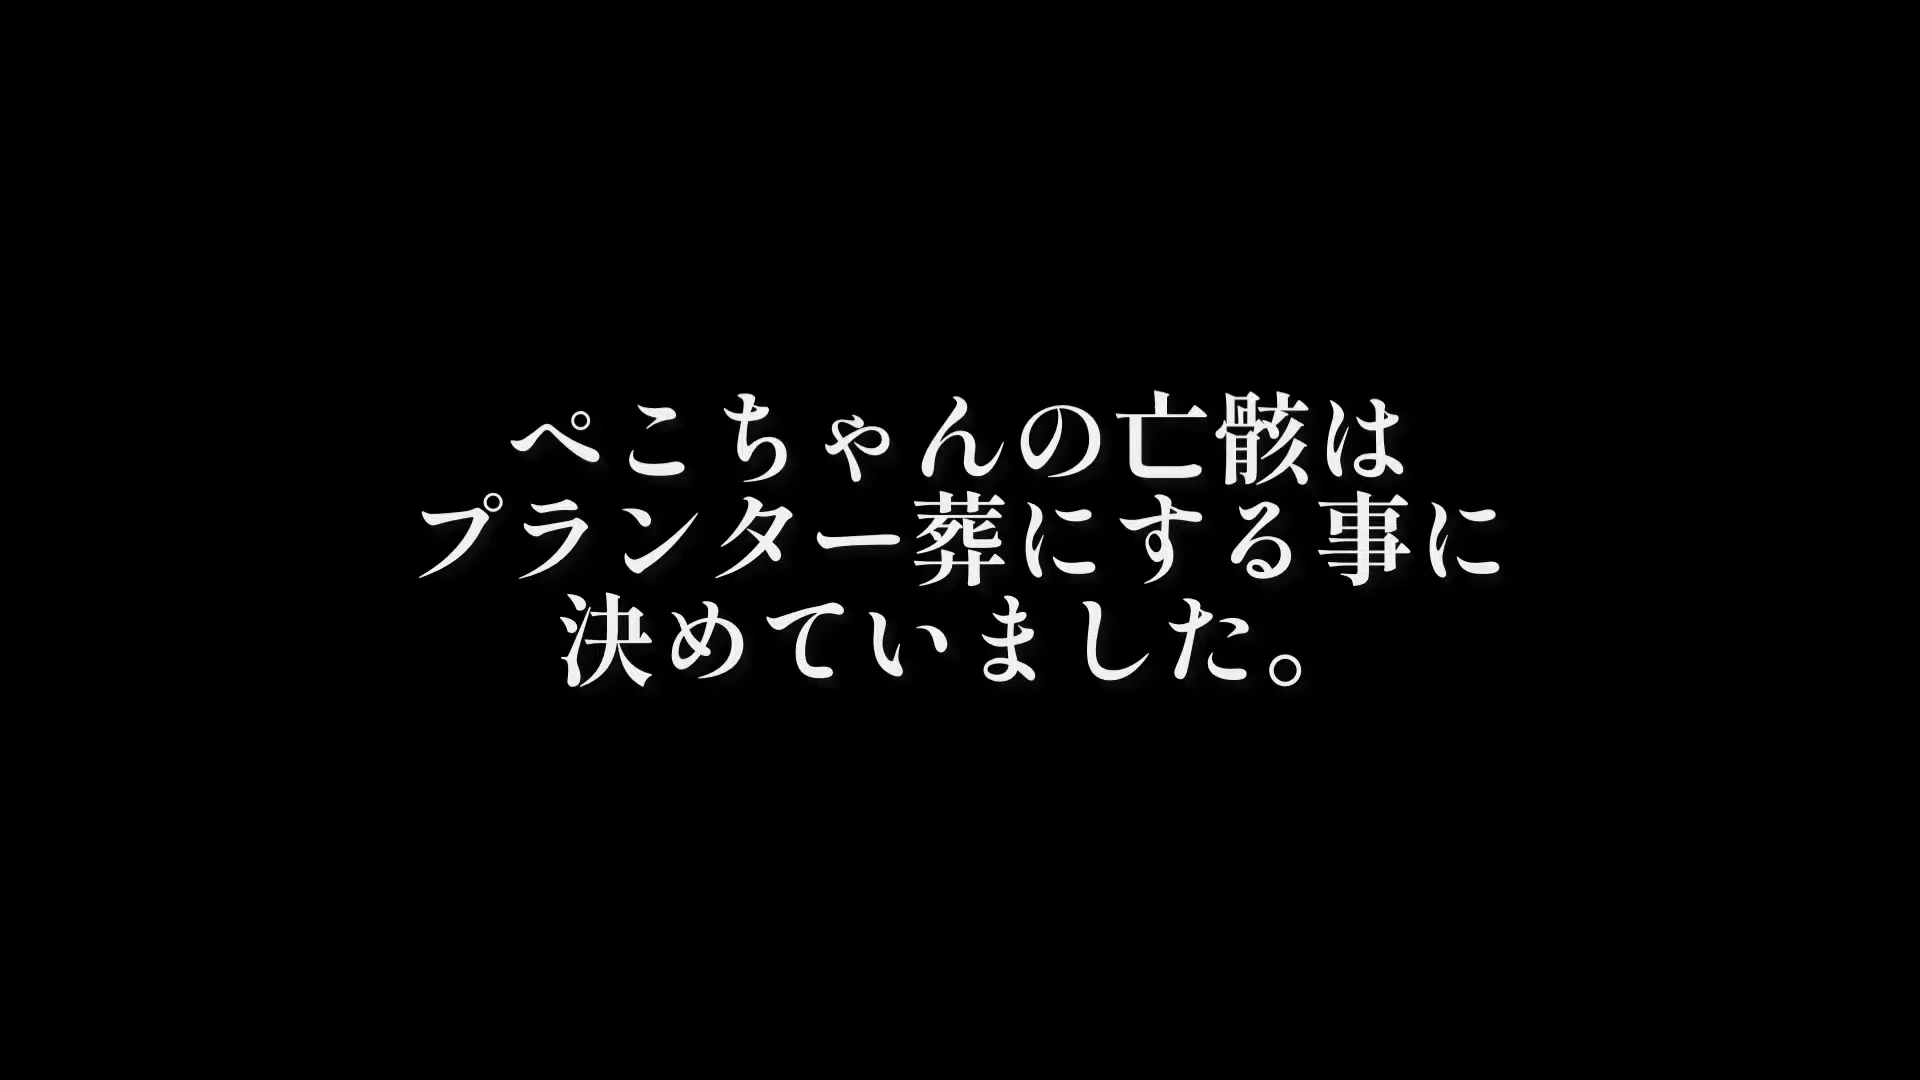 ぺこちゃんの亡骸は
プランター葬にする事に
決めていました。